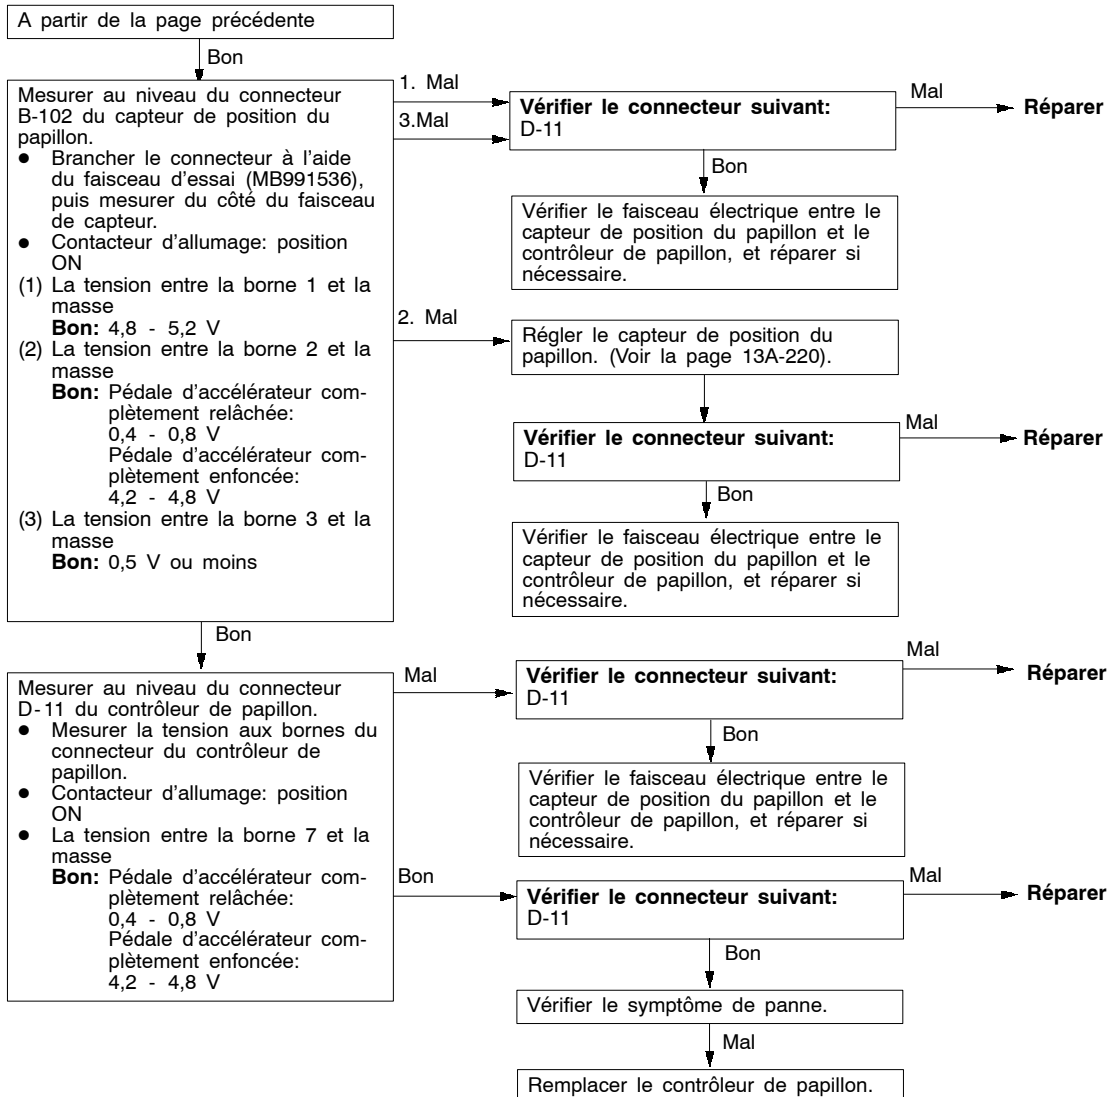 A partir de la page précédente
Bon
Mesurer au niveau du connecteur
B-102 du capteur de position du
papillon.
● Brancher le connecteur à l'aide
du faisceau d'essai (MB991536),
puis mesurer du côté du faisceau
de capteur.
● Contacteur d'allumage: position
ON
(1) La tension entre la borne 1 et la
masse
Bon: 4,8 - 5,2 V
(2) La tension entre la borne 2 et la
masse
Bon: Pédale d'accélérateur com-
plètement relâchée:
0,4 - 0,8 V
Pédale d'accélérateur com-
plètement enfoncée:
4,2 - 4,8 V
(3) La tension entre la borne 3 et la
masse
Bon: 0,5 V ou moins
1. Mal
3.Mal
Vérifier le connecteur suivant:
D-11
Mal
Réparer
Bon
Vérifier le faisceau électrique entre le
capteur de position du papillon et le
contrôleur de papillon, et réparer si
nécessaire.
2. Mal
Régler le capteur de position du
papillon. (Voir la page 13A-220).
Vérifier le connecteur suivant:
D-11
Mal
Réparer
Bon
Vérifier le faisceau électrique entre le
capteur de position du papillon et le
contrôleur de papillon, et réparer si
nécessaire.
Bon
Mesurer au niveau du connecteur
D-11 du contrôleur de papillon.
● Mesurer la tension aux bornes du
connecteur du contrôleur de
papillon.
● Contacteur d'allumage: position
ON
● La tension entre la borne 7 et la
masse
Bon: Pédale d'accélérateur com-
plètement relâchée:
0,4 - 0,8 V
Pédale d'accélérateur com-
plètement enfoncée:
4,2 - 4,8 V
Mal
Vérifier le connecteur suivant:
D-11
Mal
Réparer
Bon
Vérifier le faisceau électrique entre le
capteur de position du papillon et le
contrôleur de papillon, et réparer si
nécessaire.
Bon
Vérifier le connecteur suivant:
D-11
Mal
Réparer
Bon
Vérifier le symptôme de panne.
Mal
Remplacer le contrôleur de papillon.